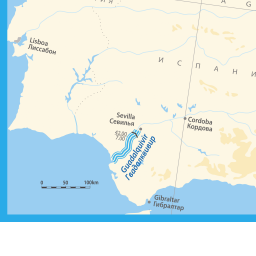 Lisboa
Лиссабон
И С П А Н И
Sevilla
Севилья
Cordoba
Кордова
Guadalquivir
Гвадалквивир
0 50 100km
Gibraltar
Гибралтар